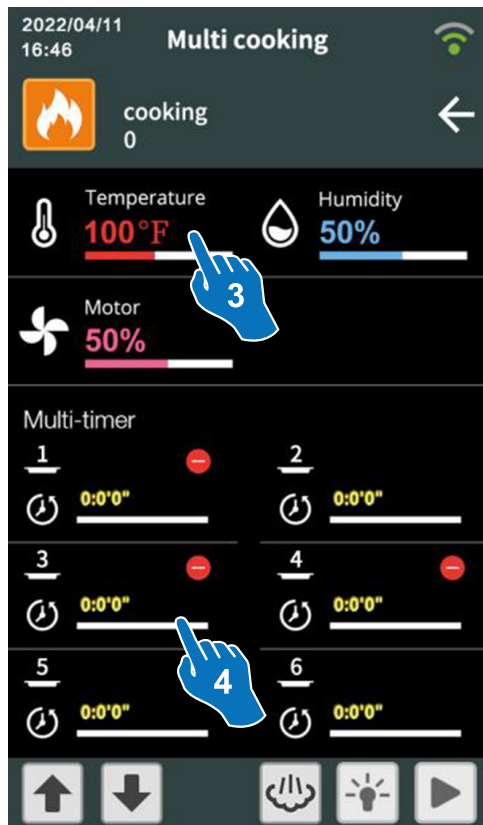 2022/04/11
16:46
Multi cooking
cooking
0
Temperature
100°F
Humidity
50%
3
Motor
50%
Multi-timer
1
0:0'0"
2
0:0'0"
3
0:0'0"
4
0:0'0"
4
5
0:0'0"
6
0:0'0"